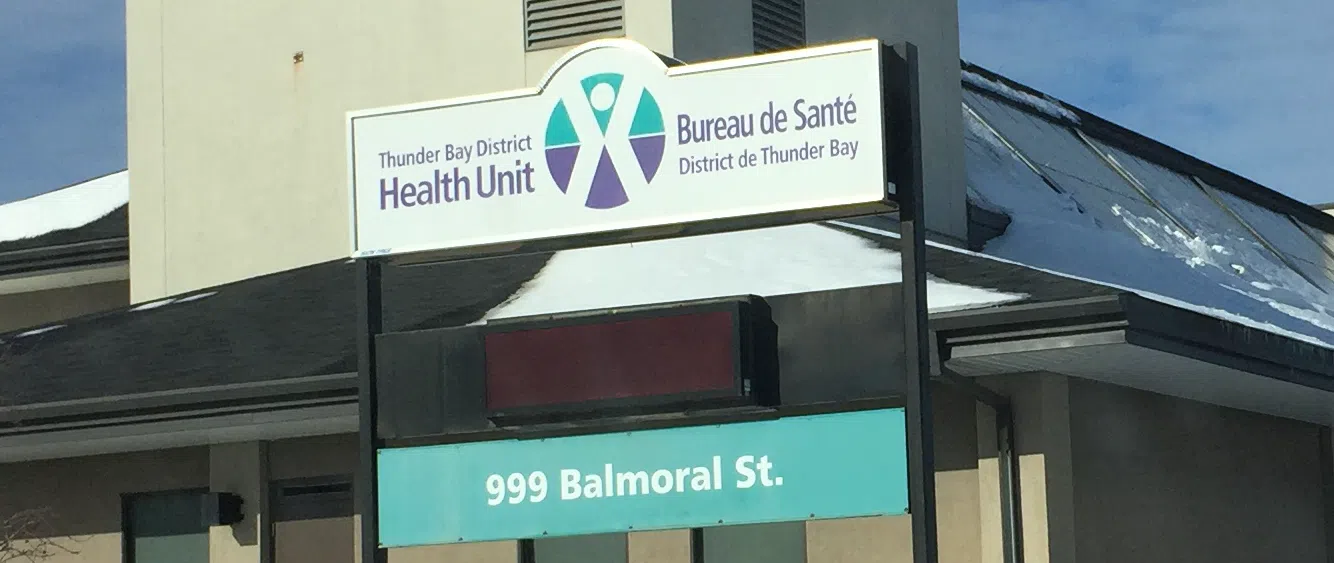 Thunder Bay District
Health Unit
Bureau de Santé
District de Thunder Bay
999 Balmoral St.